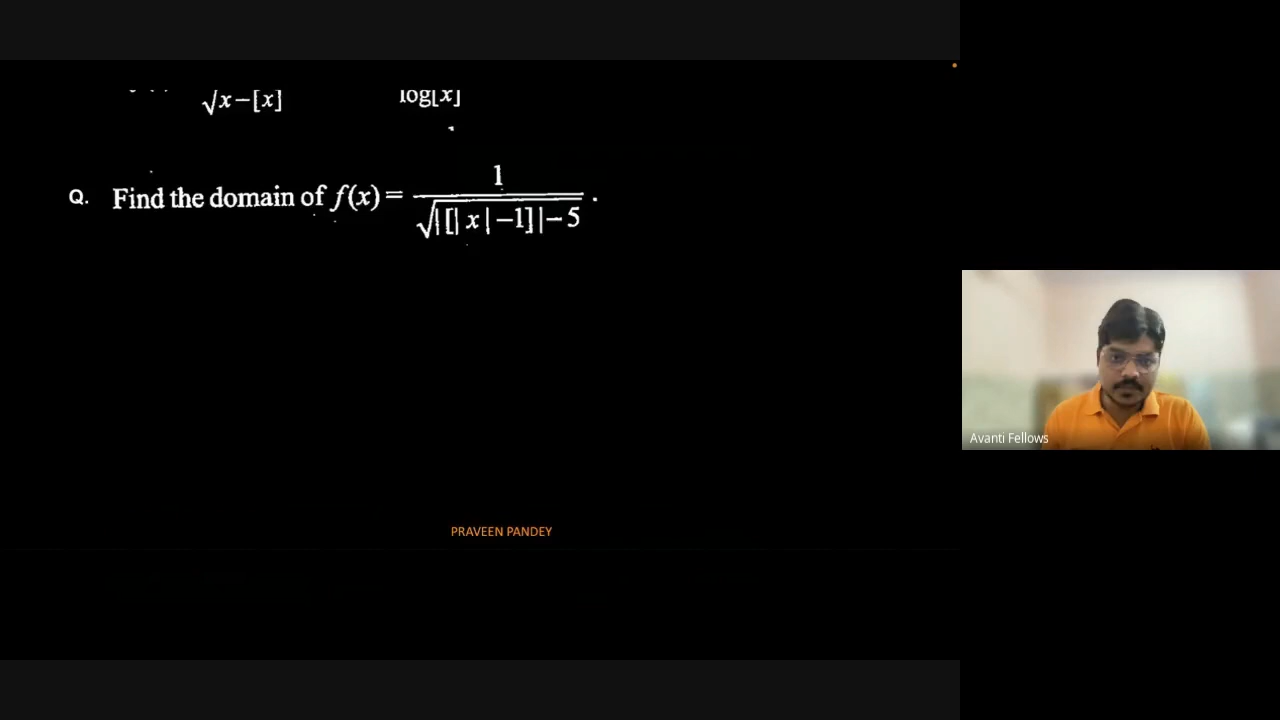 √x−[x] log[x]
Q. Find the domain of f(x)= 1/√|[|x|−1]|−5 .
Avanti Fellows
PRAVEEN PANDEY